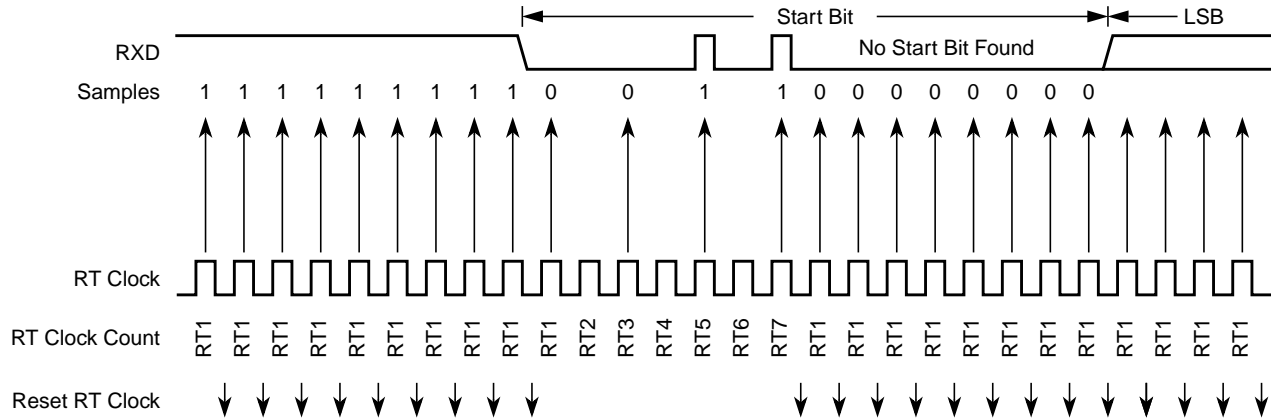 Start Bit LSB
RXD No Start Bit Found
Samples 1 1 1 1 1 1 1 1 1 0 0 1 1 0 0 0 0 0 0 0 0
RT Clock
RT Clock Count RT1 RT1 RT1 RT1 RT1 RT1 RT1 RT1 RT1 RT1 RT2 RT3 RT4 RT5 RT6 RT7 RT1 RT1 RT1 RT1 RT1 RT1 RT1 RT1 RT1 RT1 RT1 RT1
Reset RT Clock